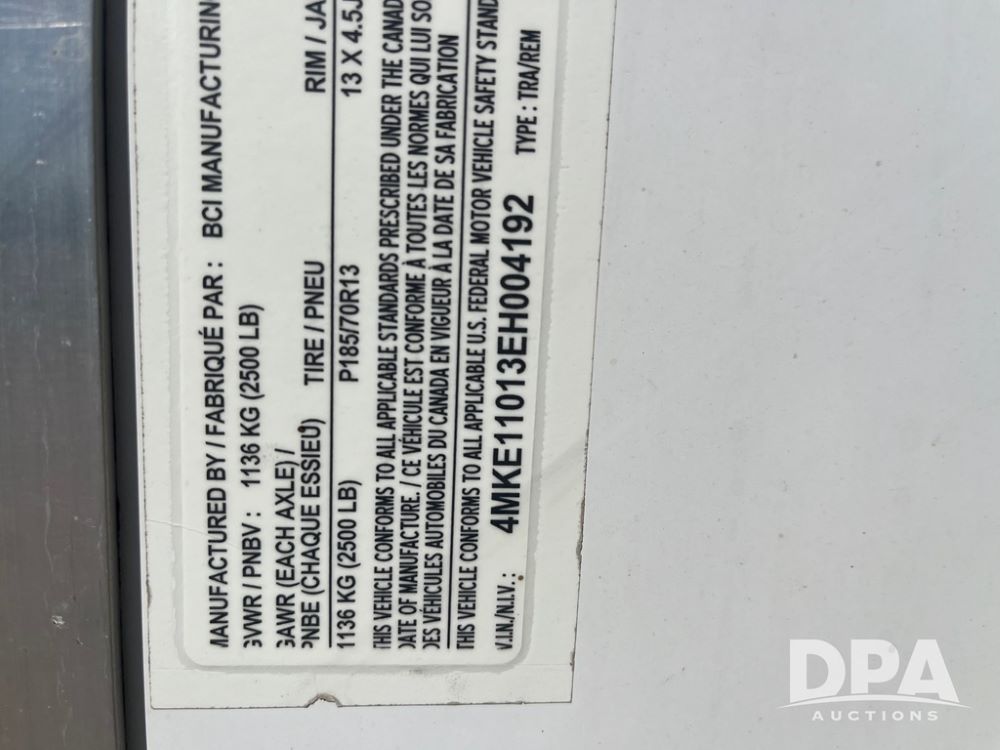 MANUFACTURED BY / FABRIQUÉ PAR : BCI MANUFACTURIN
GVWR / PNBV : 1136 KG (2500 LB)
GAWR (EACH AXLE) /
PNBE (CHAQUE ESSIEU) TIRE / PNEU RIM / JA
1136 KG (2500 LB) P185/70R13 13 X 4.5J
THIS VEHICLE CONFORMS TO ALL APPLICABLE STANDARDS PRESCRIBED UNDER THE CANAD
DATE OF MANUFACTURE. / CE VÉHICULE EST CONFORME À TOUTES LES NORMES QUI LUI SO
DES VÉHICULES AUTOMOBILES DU CANADA EN VIGUEUR À LA DATE DE SA FABRICATION
THIS VEHICLE CONFORMS TO ALL APPLICABLE U.S. FEDERAL MOTOR VEHICLE SAFETY STAND
V.I.N./N.I.V. : 4MKE11013EH004192 TYPE : TRA/REM
DPA
AUCTIONS